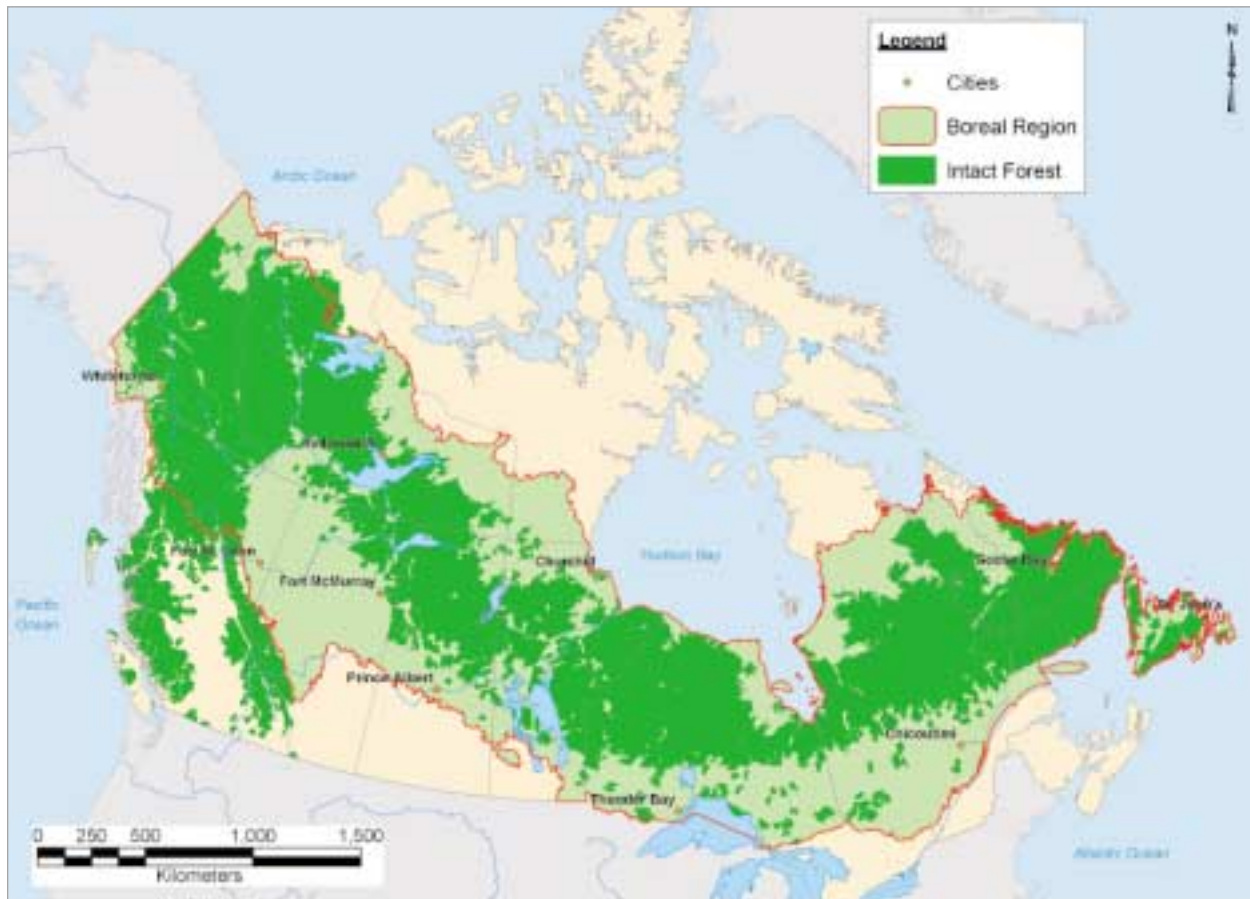 N
Legend
Cities
Boreal Region
Intact Forest
Arctic Ocean
Whitehorse
Churchill
Hudson Bay
Goose Bay
Fort McMurray
Pacific
Ocean
Prince Albert
Chicoutimi
Thunder Bay
0 250 500 1,000 1,500
Kilometers
Atlantic Ocean